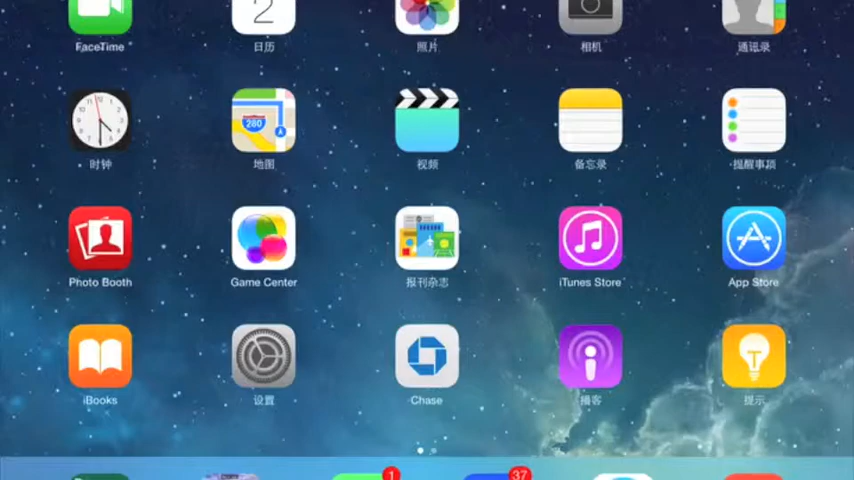 2
FaceTime
日历
照片
相机
通讯录
12
280
时钟
地图
视频
备忘录
提醒事项
Photo Booth
Game Center
报刊杂志
iTunes Store
App Store
iBooks
设置
Chase
播客
提示
1
37